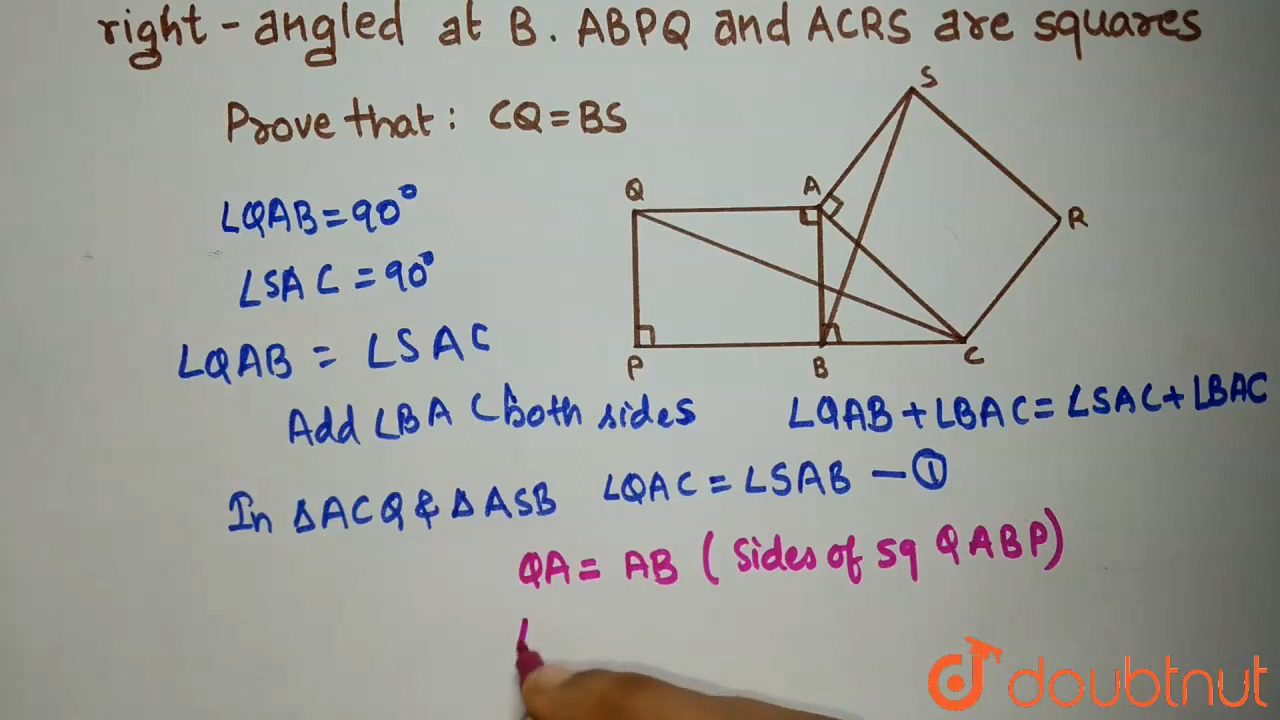 right-angled at B. ABPQ and ACRS are squares
Prove that: CQ=BS
S
Q
A
R
P
B
C
∠QAB=90°
∠SAC=90°
∠QAB = ∠SAC
Add ∠BAC both sides ∠QAB+∠BAC=∠SAC+∠BAC
In ΔACQ & ΔASB ∠QAC=∠SAB —①
QA= AB (Sides of sq QABP)
doubtnut